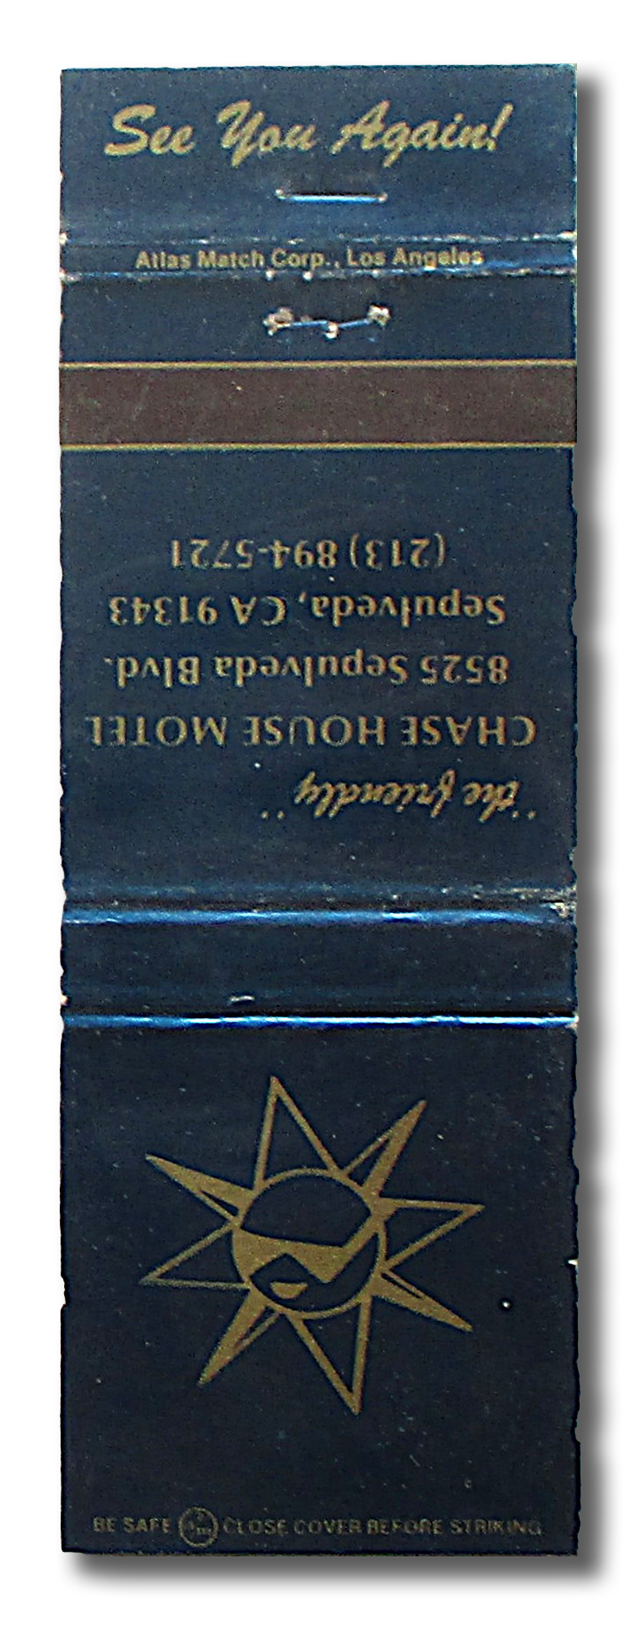 See You Again!
Atlas Match Corp., Los Angeles
"the friendly"
CHASE HOUSE MOTEL
8525 Sepulveda Blvd.
Sepulveda, CA 91343
(213) 894-5721
BE SAFE CLOSE COVER BEFORE STRIKING